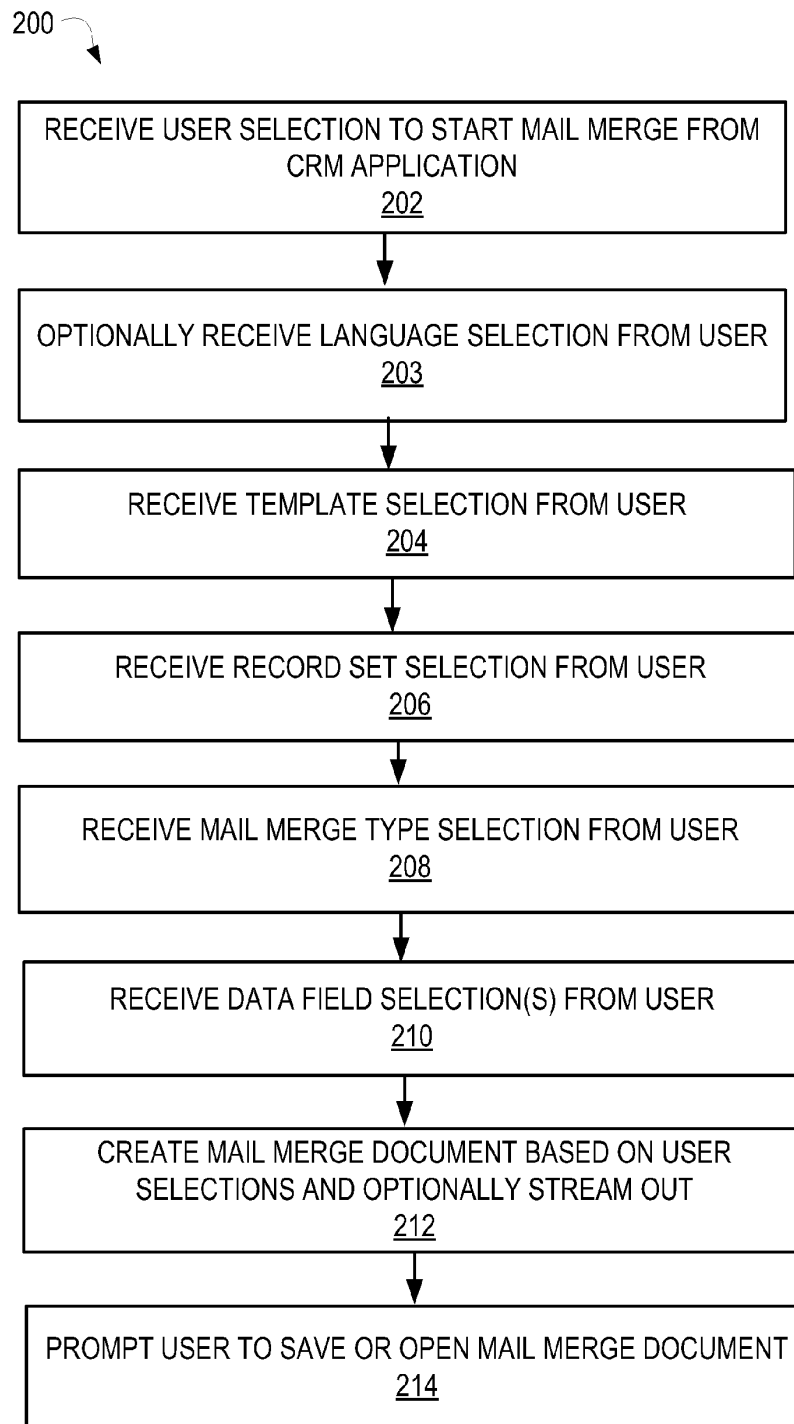 200
RECEIVE USER SELECTION TO START MAIL MERGE FROM
CRM APPLICATION
202
OPTIONALLY RECEIVE LANGUAGE SELECTION FROM USER
203
RECEIVE TEMPLATE SELECTION FROM USER
204
RECEIVE RECORD SET SELECTION FROM USER
206
RECEIVE MAIL MERGE TYPE SELECTION FROM USER
208
RECEIVE DATA FIELD SELECTION(S) FROM USER
210
CREATE MAIL MERGE DOCUMENT BASED ON USER
SELECTIONS AND OPTIONALLY STREAM OUT
212
PROMPT USER TO SAVE OR OPEN MAIL MERGE DOCUMENT
214